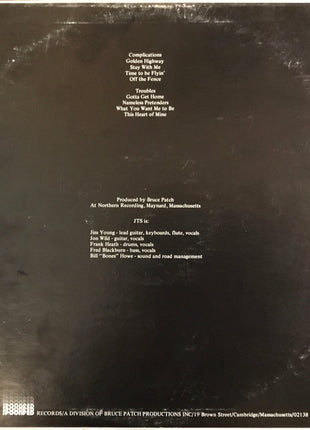 Complications
Golden Highway
Stay With Me
Time to be Flyin'
Off the Fence
Troubles
Gotta Get Home
Nameless Pretenders
What You Want Me to Be
This Heart of Mine
Produced by Bruce Patch
At Northern Recording, Maynard, Massachusetts
JTS is:
Jim Young - lead guitar, keyboards, flute, vocals
Jon Wild - guitar, vocals
Frank Heath - drums, vocals
Fred Blackburn - bass, vocals
Bill "Bones" Howe - sound and road management
RECORDS/A DIVISION OF BRUCE PATCH PRODUCTIONS INC/19 Brown Street/Cambridge/Massachusetts/02138